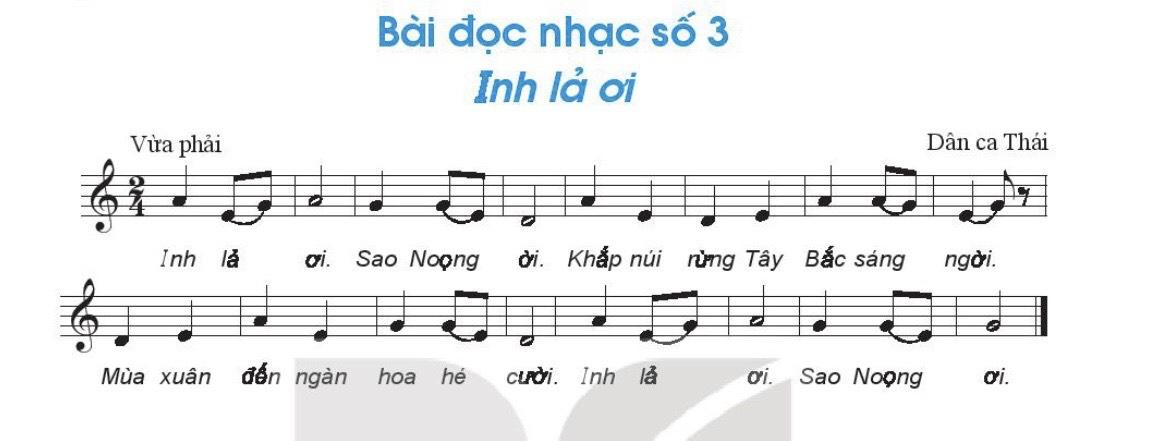 Bài đọc nhạc số 3
Inh lả ơi
Vừa phải
Dân ca Thái
2
4
Inh lả ơi. Sao Noọng ời. Khắp núi rừng Tây Bắc sáng ngời.
Mùa xuân đến ngàn hoa hé cười. Inh lả ơi. Sao Noọng ơi.